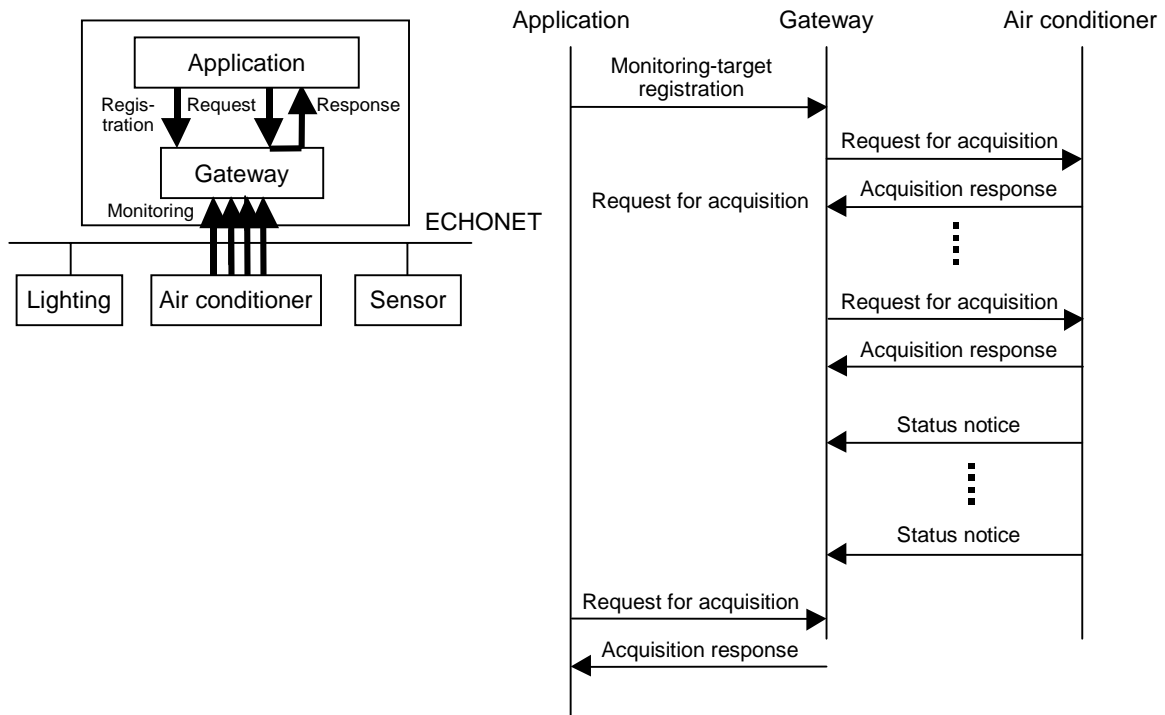 Application
Regis-
tration
Request
Response
Gateway
Monitoring
ECHONET
Lighting
Air conditioner
Sensor
Application
Gateway
Air conditioner
Monitoring-target
registration
Request for acquisition
Request for acquisition
Acquisition response
Request for acquisition
Acquisition response
Status notice
Status notice
Request for acquisition
Acquisition response